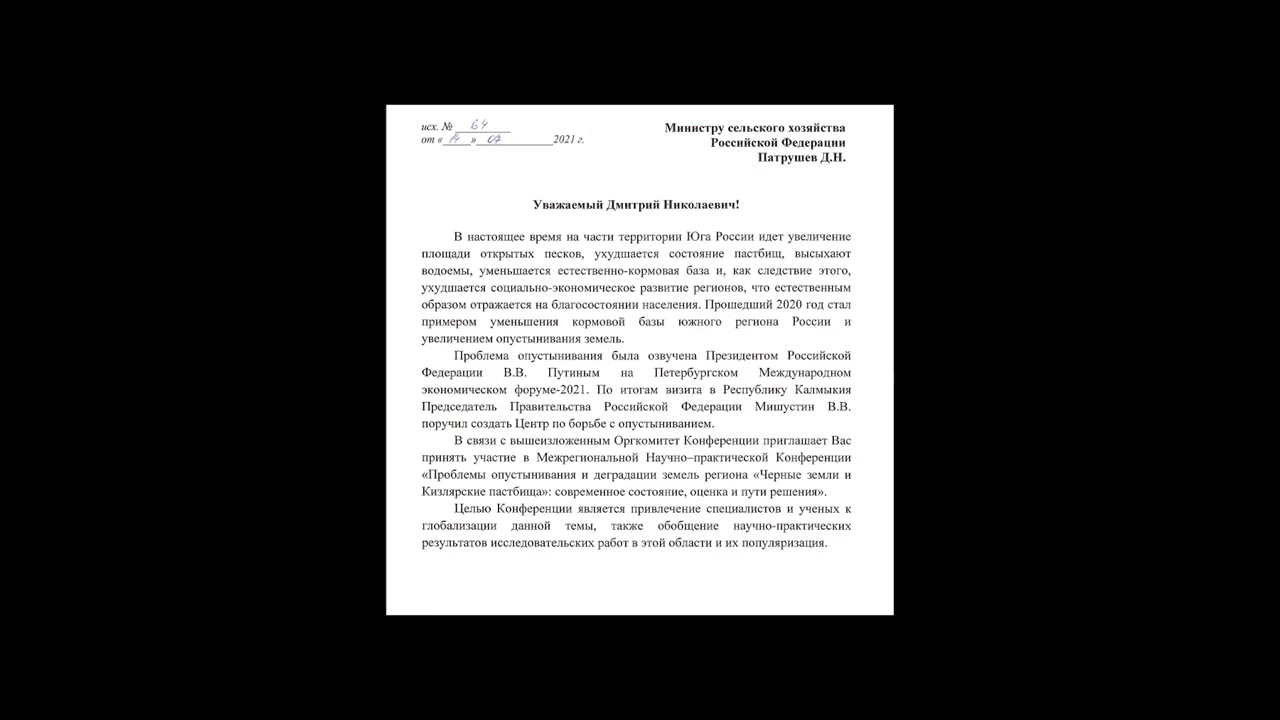 исх. № 64
от « 14 » 07 2021 г.
Министру сельского хозяйства
Российской Федерации
Патрушев Д.Н.
Уважаемый Дмитрий Николаевич!
В настоящее время на части территории Юга России идет увеличение
площади открытых песков, ухудшается состояние пастбищ, высыхают
водоемы, уменьшается естественно-кормовая база и, как следствие этого,
ухудшается социально-экономическое развитие регионов, что естественным
образом отражается на благосостоянии населения. Прошедший 2020 год стал
примером уменьшения кормовой базы южного региона России и
увеличением опустынивания земель.
Проблема опустынивания была озвучена Президентом Российской
Федерации В.В. Путиным на Петербургском Международном
экономическом форуме-2021. По итогам визита в Республику Калмыкия
Председатель Правительства Российской Федерации Мишустин В.В.
поручил создать Центр по борьбе с опустыниванием.
В связи с вышеизложенным Оргкомитет Конференции приглашает Вас
принять участие в Межрегиональной Научно–практической Конференции
«Проблемы опустынивания и деградации земель региона «Черные земли и
Кизлярские пастбища»: современное состояние, оценка и пути решения».
Целью Конференции является привлечение специалистов и ученых к
глобализации данной темы, также обобщение научно-практических
результатов исследовательских работ в этой области и их популяризация.